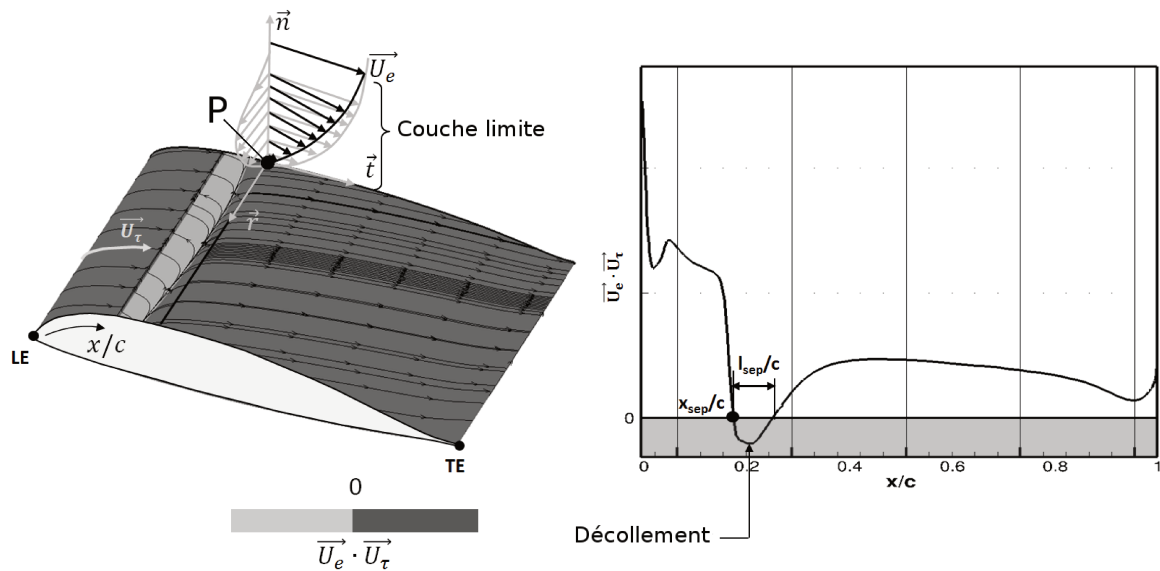 n
U_e
P
Couche limite
t
r
U_τ
LE
x/c
TE
0
U_e · U_τ
U_e · U_τ
l_sep/c
x_sep/c
0
0 0.2 0.4 0.6 0.8 1
x/c
Décollement